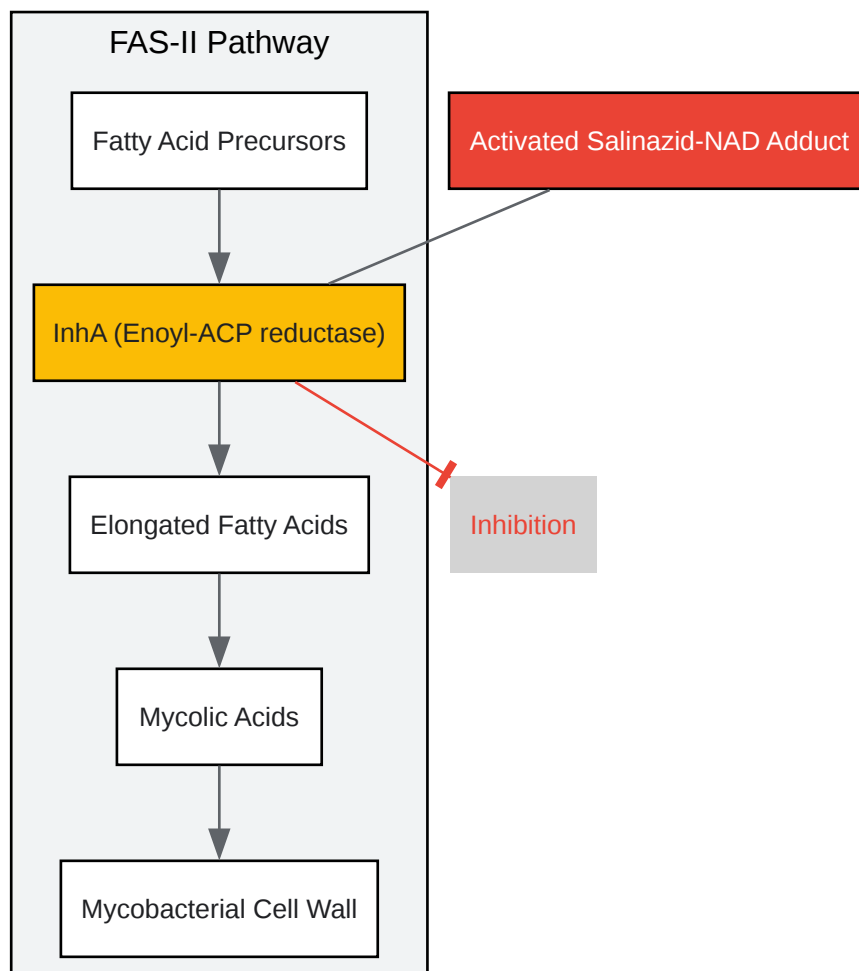 FAS-II Pathway
Fatty Acid Precursors
Activated Salinazid-NAD Adduct
InhA (Enoyl-ACP reductase)
Elongated Fatty Acids
Inhibition
Mycolic Acids
Mycobacterial Cell Wall